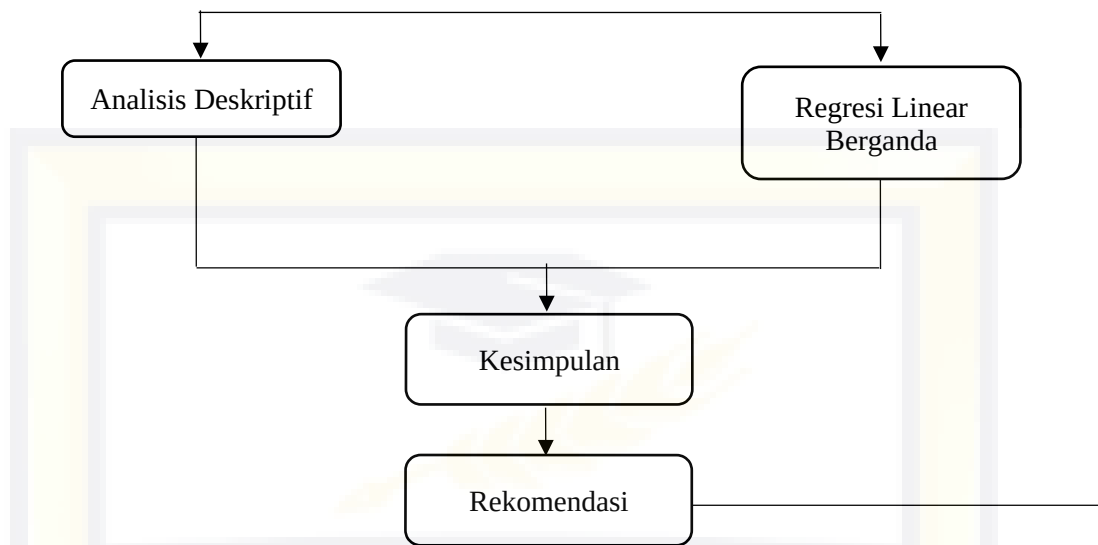 Analisis Deskriptif
Regresi Linear
Berganda
Kesimpulan
Rekomendasi